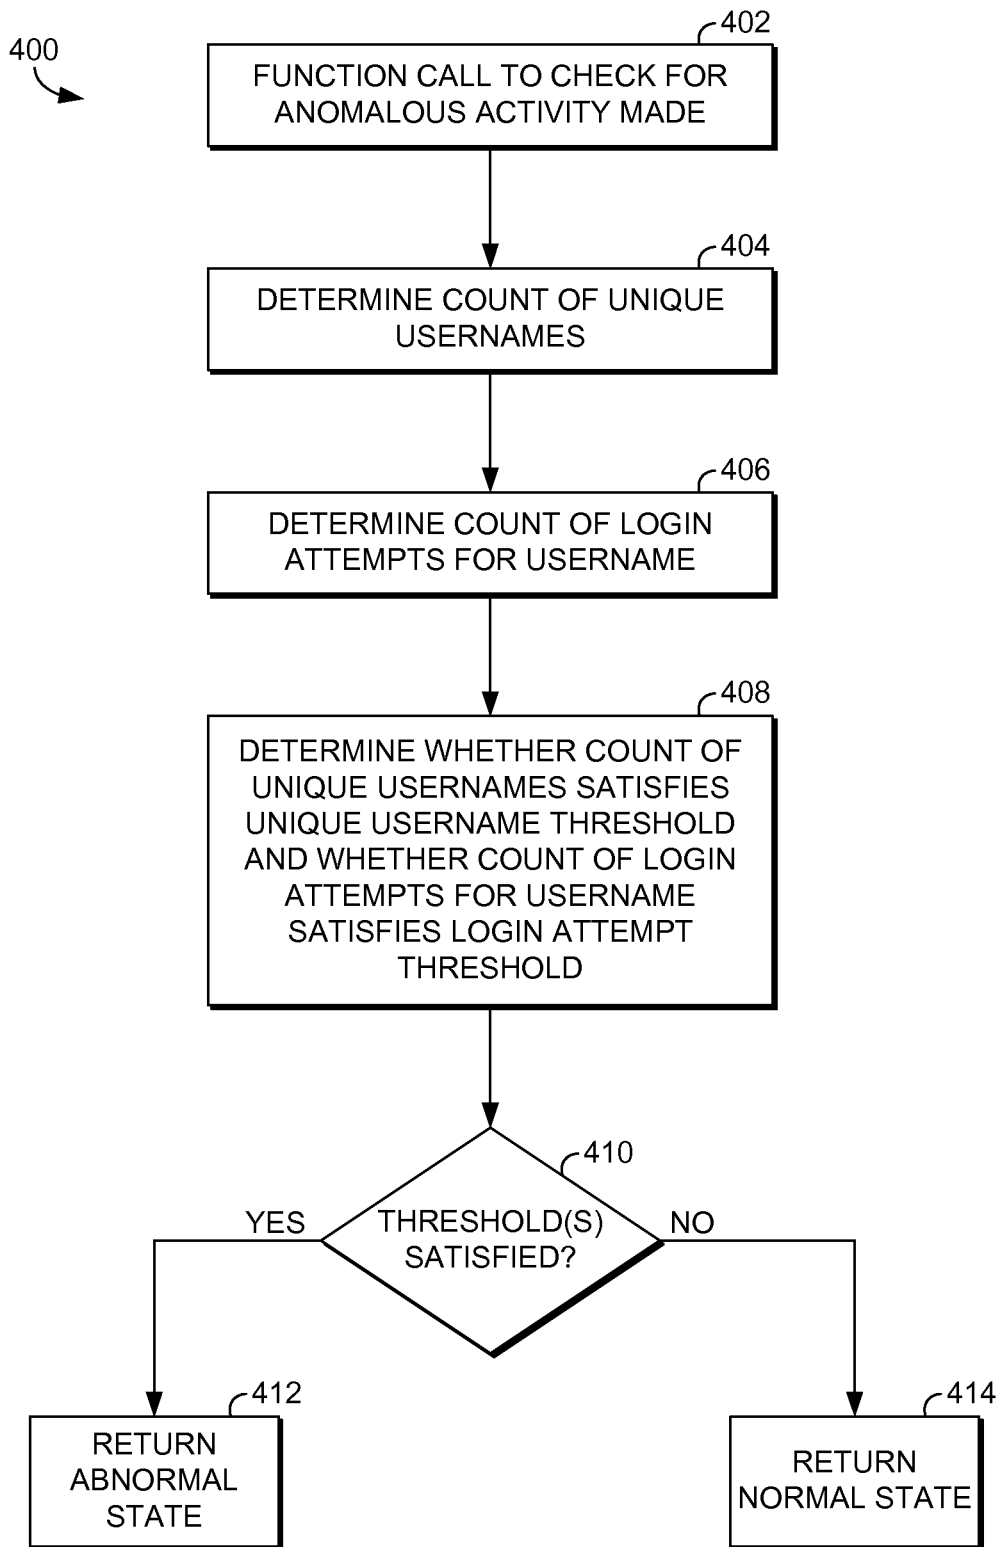 400
402
FUNCTION CALL TO CHECK FOR
ANOMALOUS ACTIVITY MADE
404
DETERMINE COUNT OF UNIQUE
USERNAMES
406
DETERMINE COUNT OF LOGIN
ATTEMPTS FOR USERNAME
408
DETERMINE WHETHER COUNT OF
UNIQUE USERNAMES SATISFIES
UNIQUE USERNAME THRESHOLD
AND WHETHER COUNT OF LOGIN
ATTEMPTS FOR USERNAME
SATISFIES LOGIN ATTEMPT
THRESHOLD
410
THRESHOLD(S)
SATISFIED?
YES
NO
412
RETURN
ABNORMAL
STATE
414
RETURN
NORMAL STATE